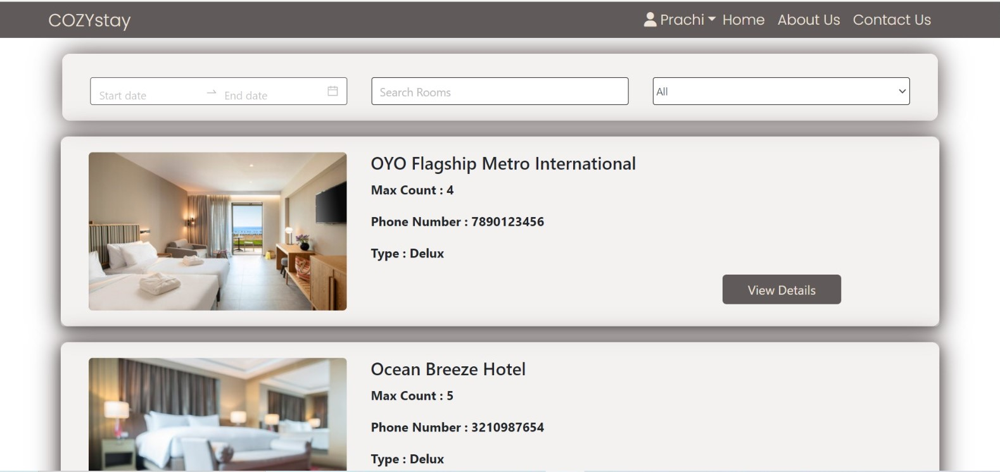 COZYstay
Prachi Home About Us Contact Us
Start date → End date
Search Rooms
All
OYO Flagship Metro International
Max Count : 4
Phone Number : 7890123456
Type : Delux
View Details
Ocean Breeze Hotel
Max Count : 5
Phone Number : 3210987654
Type : Delux